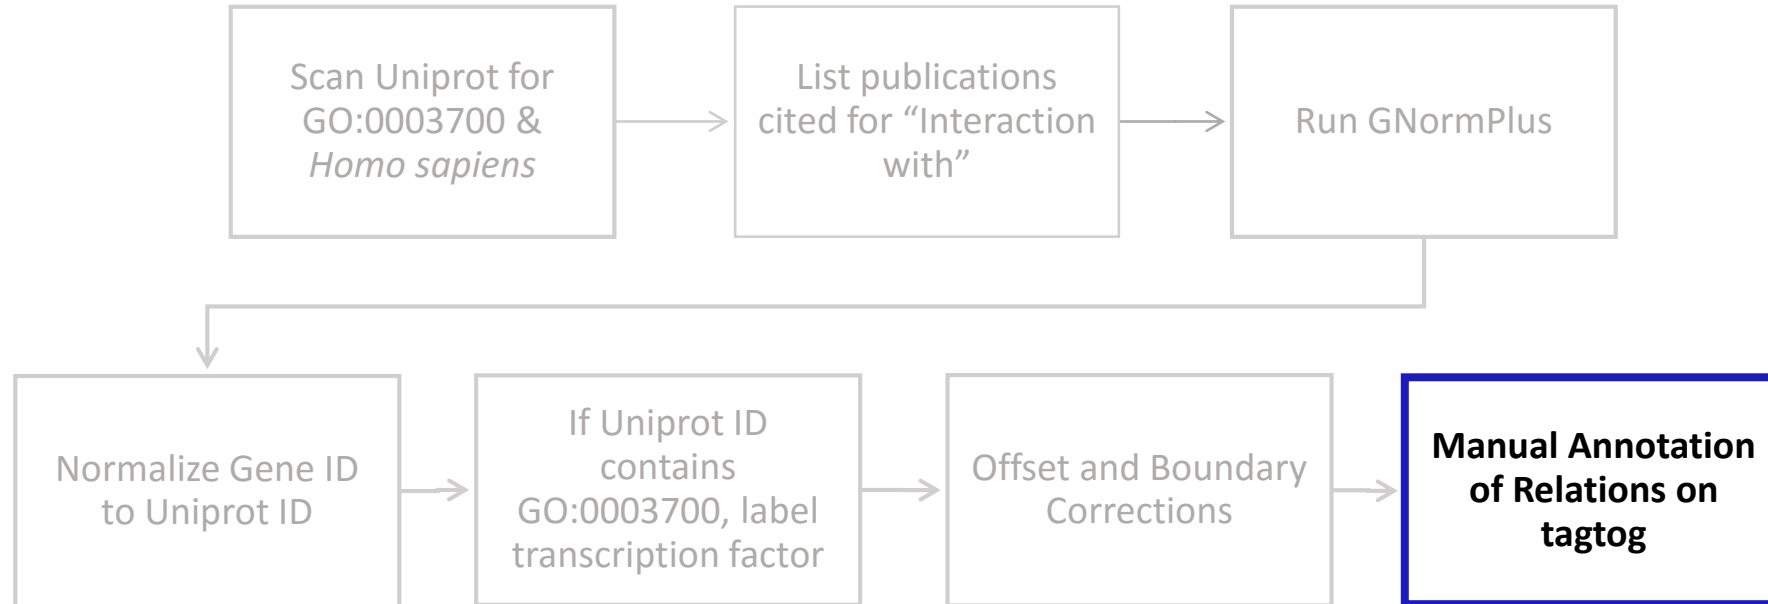 Scan Uniprot for
GO:0003700 &
Homo sapiens
List publications
cited for “Interaction
with”
Run GNormPlus
Normalize Gene ID
to Uniprot ID
If Uniprot ID
contains
GO:0003700, label
transcription factor
Offset and Boundary
Corrections
Manual Annotation
of Relations on
tagtog